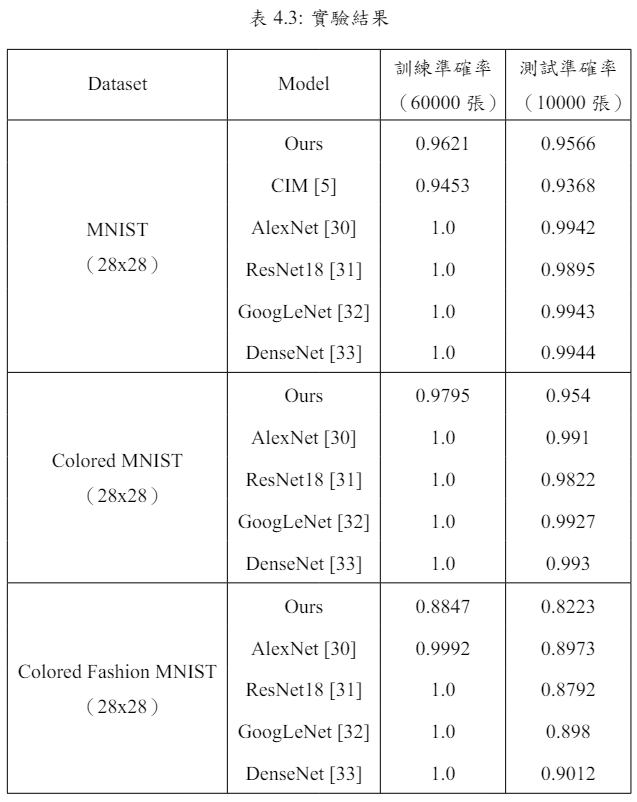 表 4.3: 實驗結果
Dataset Model 訓練準確率 測試準確率
（60000 張） （10000 張）
MNIST
（28x28）
Ours 0.9621 0.9566
CIM [5] 0.9453 0.9368
AlexNet [30] 1.0 0.9942
ResNet18 [31] 1.0 0.9895
GoogLeNet [32] 1.0 0.9943
DenseNet [33] 1.0 0.9944
Colored MNIST
（28x28）
Ours 0.9795 0.954
AlexNet [30] 1.0 0.991
ResNet18 [31] 1.0 0.9822
GoogLeNet [32] 1.0 0.9927
DenseNet [33] 1.0 0.993
Colored Fashion MNIST
（28x28）
Ours 0.8847 0.8223
AlexNet [30] 0.9992 0.8973
ResNet18 [31] 1.0 0.8792
GoogLeNet [32] 1.0 0.898
DenseNet [33] 1.0 0.9012